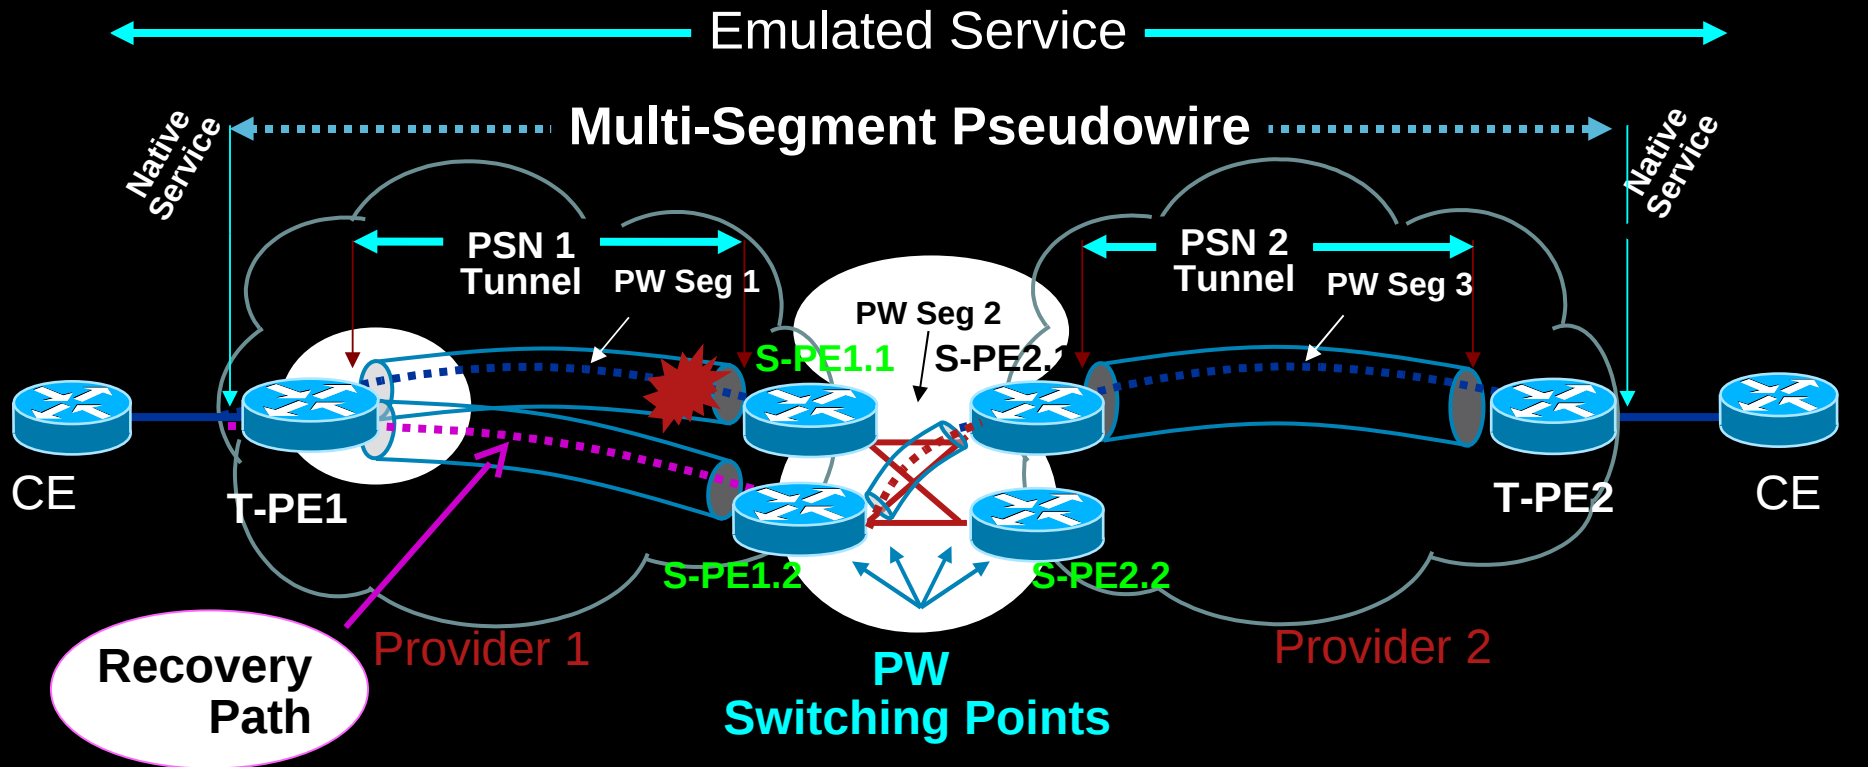 Emulated Service
Multi-Segment Pseudowire
Native
Service
Native
Service
PSN 1
Tunnel
PW Seg 1
PSN 2
Tunnel
PW Seg 3
PW Seg 2
S-PE1.1
S-PE2.1
CE
T-PE1
T-PE2
CE
S-PE1.2
S-PE2.2
Provider 1
Provider 2
Recovery
Path
PW
Switching Points